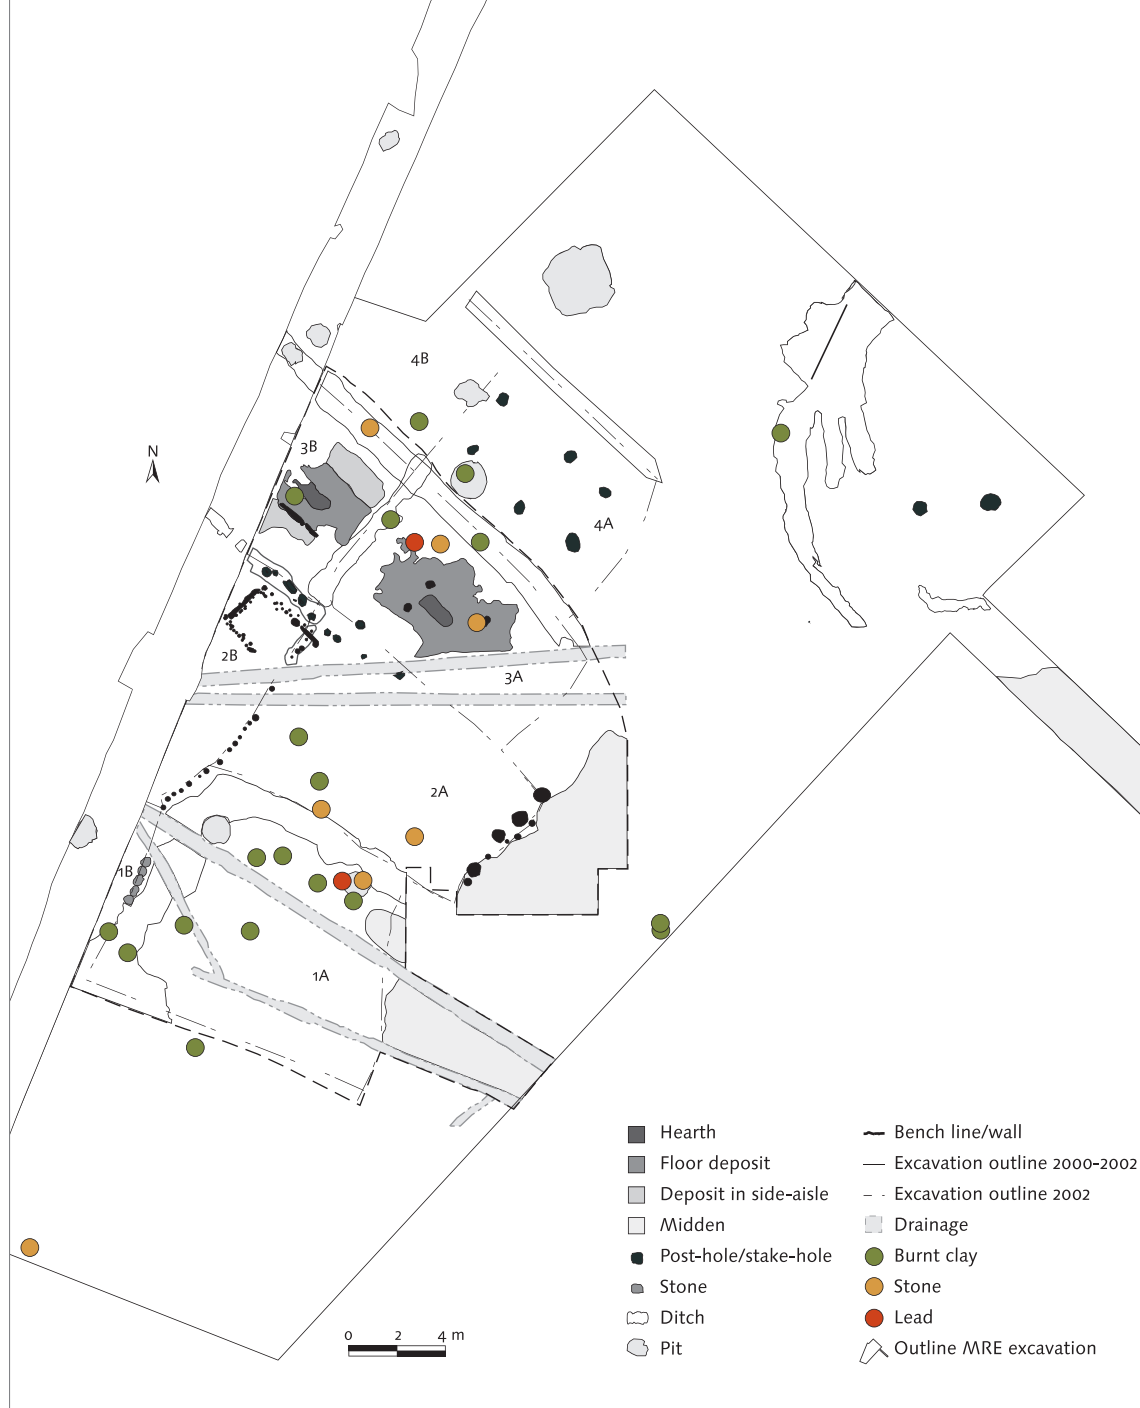 4B
N
3B
4A
2B
3A
2A
1B
1A
Hearth
Floor deposit
Deposit in side-aisle
Midden
Post-hole/stake-hole
Stone
Ditch
Pit
Bench line/wall
Excavation outline 2000-2002
Excavation outline 2002
Drainage
Burnt clay
Stone
Lead
Outline MRE excavation
0 2 4 m